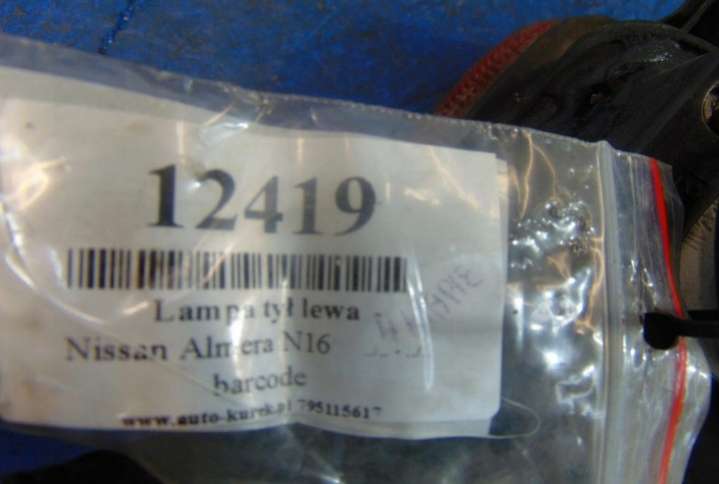 12419
Lampa tył lewa
Nissan Almera N16
barcode
www.auto-kurek.pl 795115617